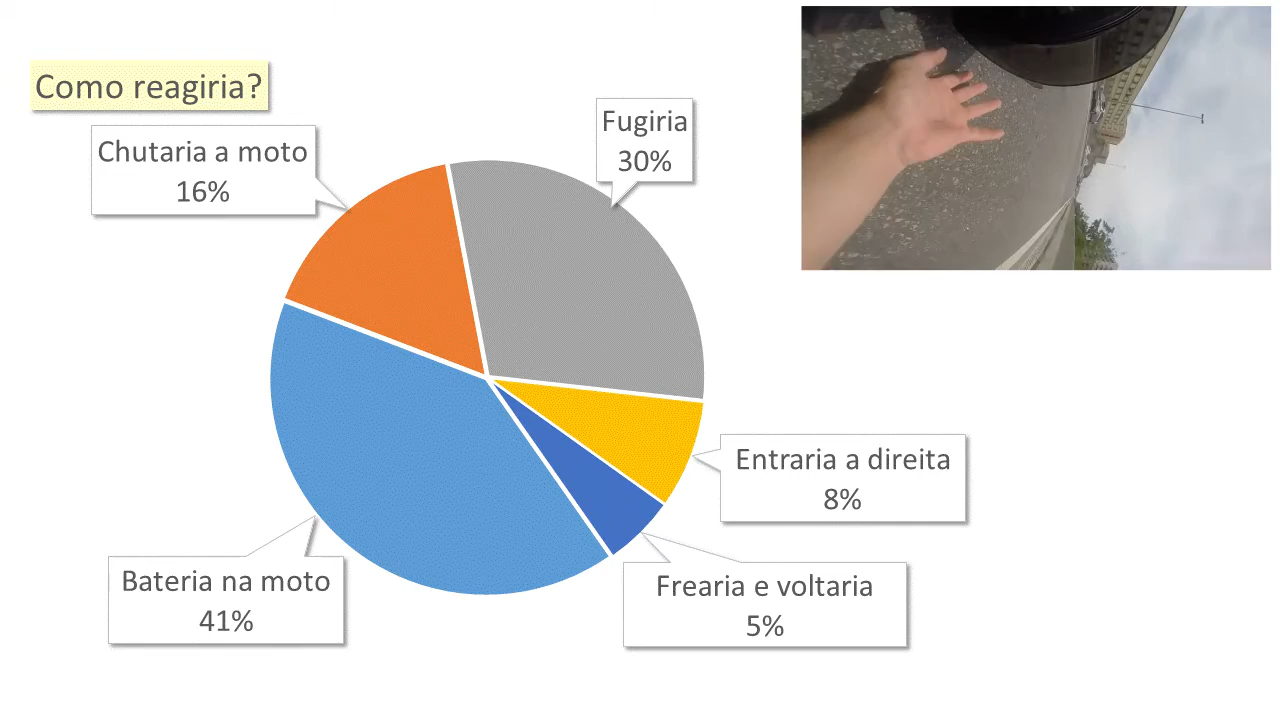 Como reagiria?
Chutaria a moto
16%
Fugiria
30%
Entraria a direita
8%
Frearia e voltaria
5%
Bateria na moto
41%